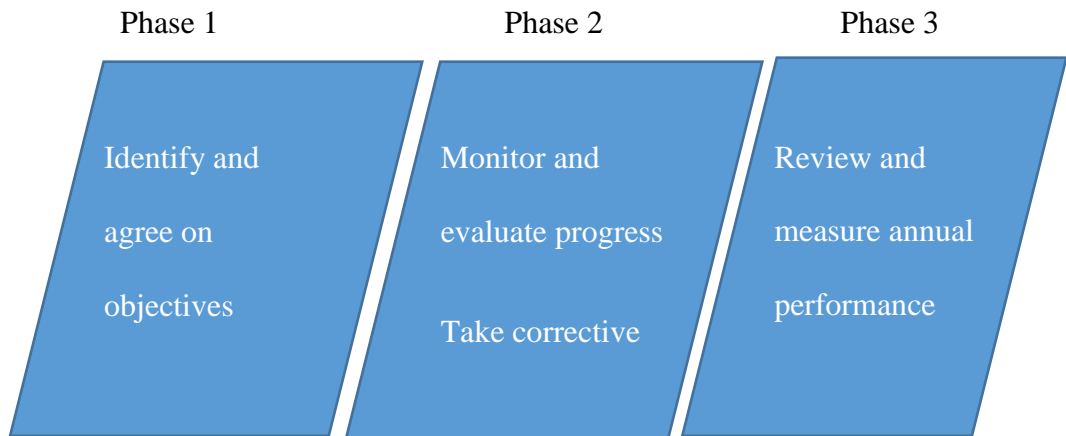 Phase 1
Phase 2
Phase 3
Identify and
agree on
objectives
Monitor and
evaluate progress
Take corrective
Review and
measure annual
performance